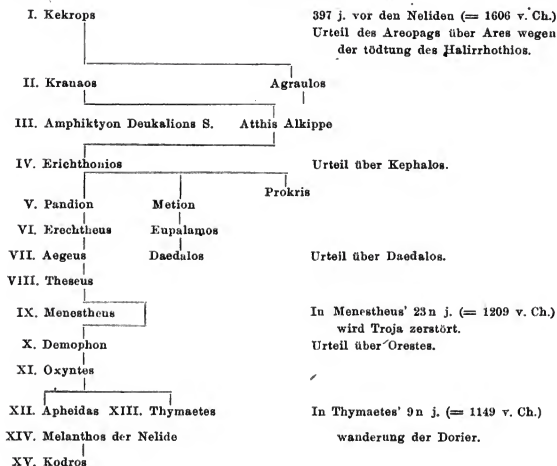 I. Kekrops 397 j. vor den Neliden (= 1606 v. Ch.)
Urteil des Areopags über Ares wegen
der tödtung des Halirrhothios.
II. Kranaos Agraulos
III. Amphiktyon Deukalions S. Atthis Alkippe
IV. Erichthonios Urteil über Kephalos.
Prokris
V. Pandion Metion
VI. Erechtheus Eupalamos
VII. Aegeus Daedalos Urteil über Daedalos.
VIII. Theseus
IX. Menestheus In Menestheus' 23n j. (= 1209 v. Ch.)
wird Troja zerstört.
X. Demophon Urteil über Orestes.
XI. Oxyntes
XII. Apheidas XIII. Thymaetes In Thymaetes' 9n j. (= 1149 v. Ch.)
XIV. Melanthos der Nelide wanderung der Dorier.
XV. Kodros